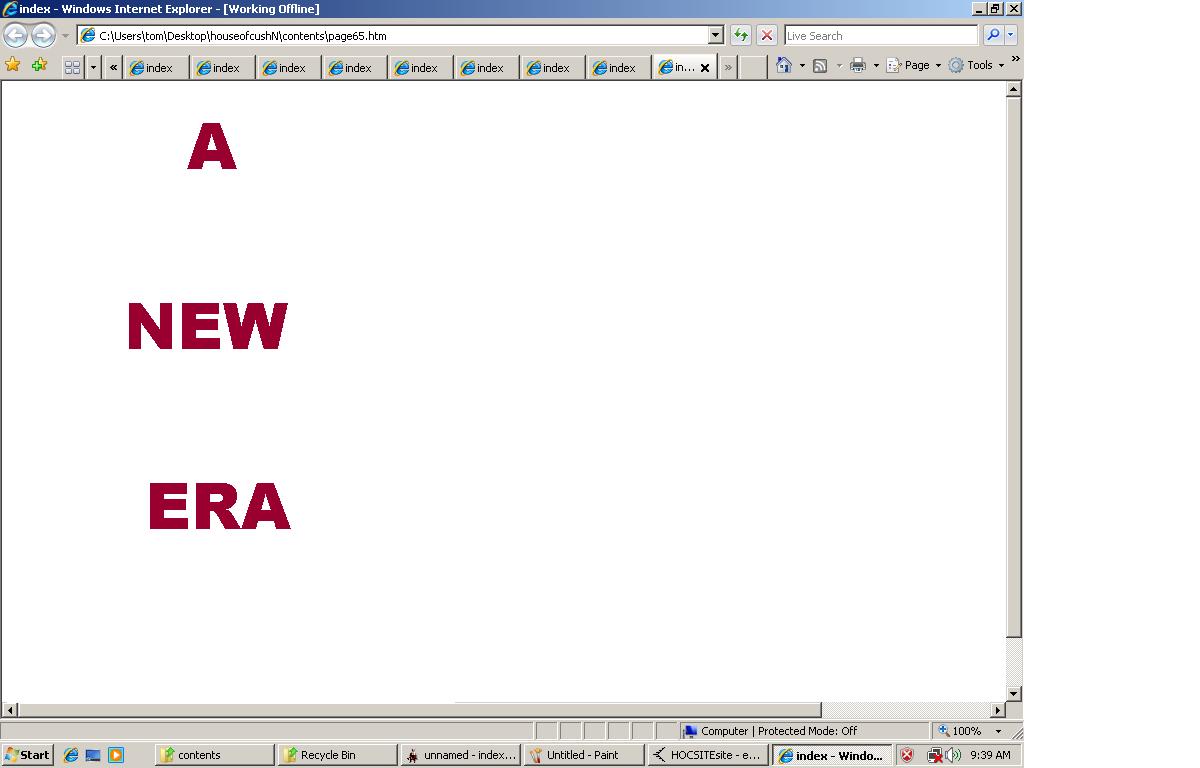 index - Windows Internet Explorer - [Working Offline]
C:\Users\tom\Desktop\houseofcushN\contents\page65.htm
Live Search
« index index index index index index index index in... »
Page Tools »
A
NEW
ERA
Computer | Protected Mode: Off 100%
Start contents Recycle Bin unnamed - index... Untitled - Paint HOCSITEsite - e... index - Windo... 9:39 AM